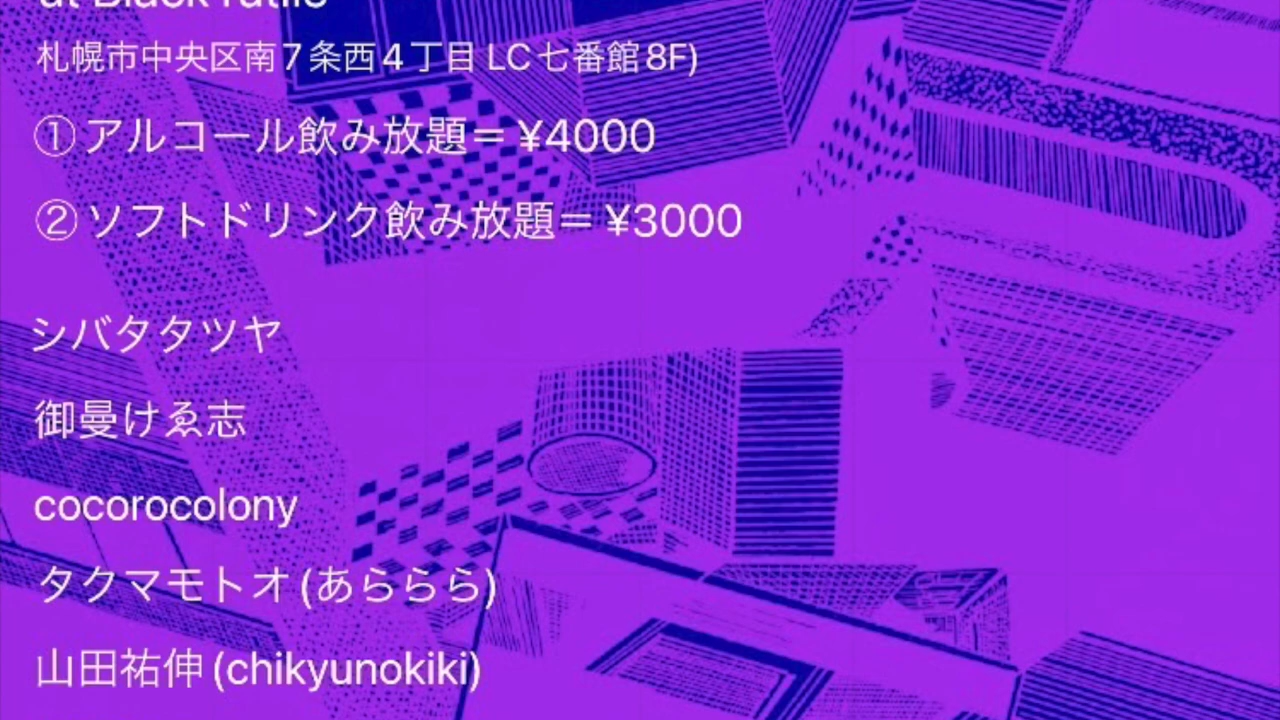 札幌市中央区南7条西4丁目 LC七番館8F)
①アルコール飲み放題＝¥4000
②ソフトドリンク飲み放題＝¥3000
シバタタツヤ
御曼けゑ志
cocorocolony
タクマモトオ(あららら)
山田祐伸(chikyunokiki)